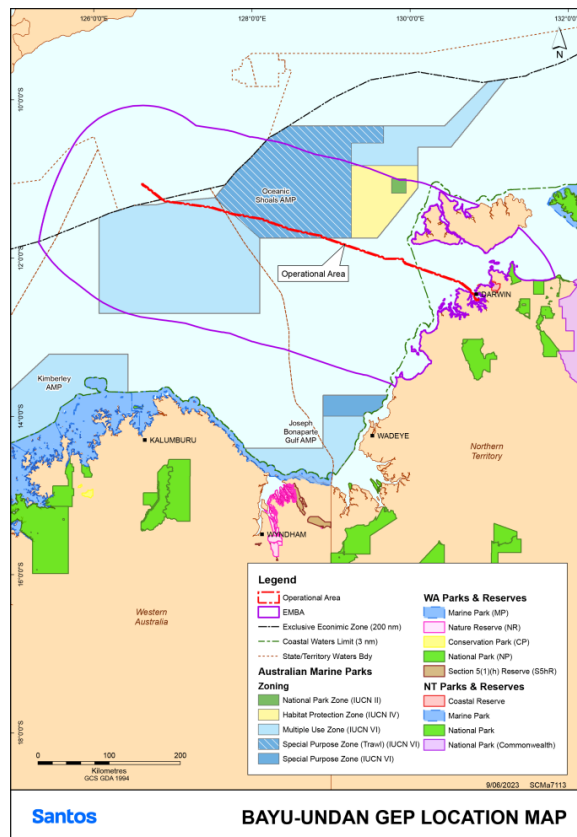 126°0'0"E
128°0'0"E
130°0'0"E
132°0'0"E
N
10°0'0"S
12°0'0"S
14°0'0"S
16°0'0"S
18°0'0"S
Oceanic
Shoals AMP
Operational Area
DARWIN
Kimberley
AMP
KALUMBURU
Joseph
Bonaparte
Gulf AMP
WADEYE
Northern
Territory
WYNDHAM
Western
Australia
Legend
Operational Area
EMBA
Exclusive Econimic Zone (200 nm)
Coastal Waters Limit (3 nm)
State/Territory Waters Bdy
Australian Marine Parks
Zoning
National Park Zone (IUCN II)
Habitat Protection Zone (IUCN IV)
Multiple Use Zone (IUCN VI)
Special Purpose Zone (Trawl) (IUCN VI)
Special Purpose Zone (IUCN VI)
WA Parks & Reserves
Marine Park (MP)
Nature Reserve (NR)
Conservation Park (CP)
National Park (NP)
Section 5(1)(h) Reserve (S5hR)
NT Parks & Reserves
Coastal Reserve
Marine Park
National Park
National Park (Commonwealth)
0 50 100 200
Kilometres
GCS GDA 1994
9/06/2023 SCMa7113
Santos
BAYU-UNDAN GEP LOCATION MAP